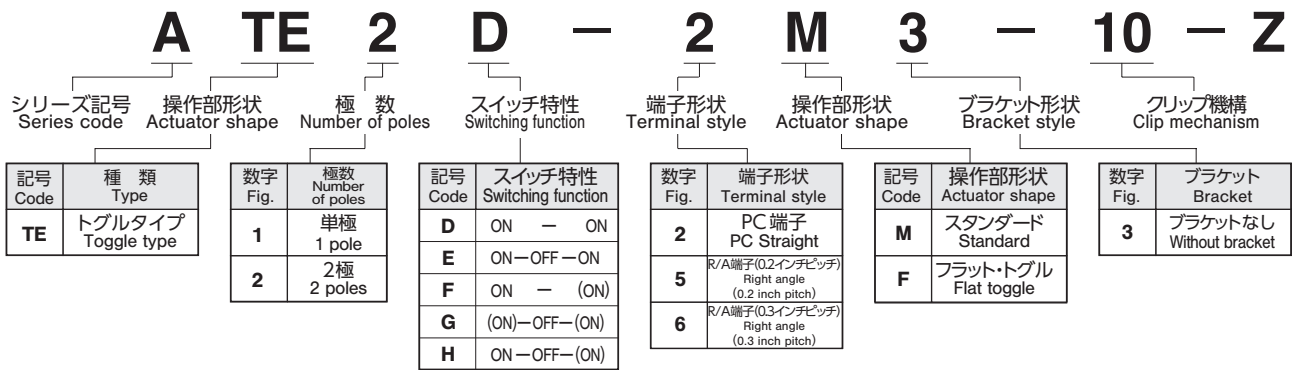 A TE 2 D － 2 M 3 － 10 － Z
シリーズ記号
Series code
操作部形状
Actuator shape
極 数
Number of poles
スイッチ特性
Switching function
端子形状
Terminal style
操作部形状
Actuator shape
ブラケット形状
Bracket style
クリップ機構
Clip mechanism
記号
Code
種 類
Type
TE
トグルタイプ
Toggle type
数字
Fig.
極数
Number
of poles
1
単極
1 pole
2
2極
2 poles
記号
Code
スイッチ特性
Switching function
D ON － ON
E ON－OFF－ON
F ON － (ON)
G (ON)－OFF－(ON)
H ON－OFF－(ON)
数字
Fig.
端子形状
Terminal style
2
PC端子
PC Straight
5
R/A端子(0.2インチピッチ)
Right angle
(0.2 inch pitch)
6
R/A端子(0.3インチピッチ)
Right angle
(0.3 inch pitch)
記号
Code
操作部形状
Actuator shape
M
スタンダード
Standard
F
フラット・トグル
Flat toggle
数字
Fig.
ブラケット
Bracket
3
ブラケットなし
Without bracket